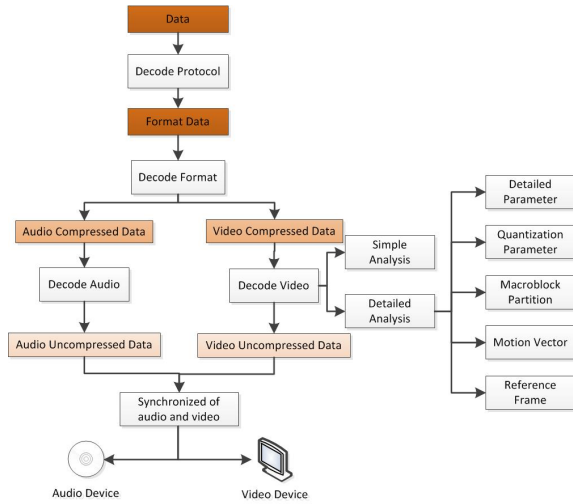 Data
Decode Protocol
Format Data
Decode Format
Audio Compressed Data
Video Compressed Data
Decode Audio
Decode Video
Simple
Analysis
Detailed
Analysis
Detailed
Parameter
Quantization
Parameter
Macroblock
Partition
Motion Vector
Reference
Frame
Audio Uncompressed Data
Video Uncompressed Data
Synchronized of
audio and video
Audio Device
Video Device